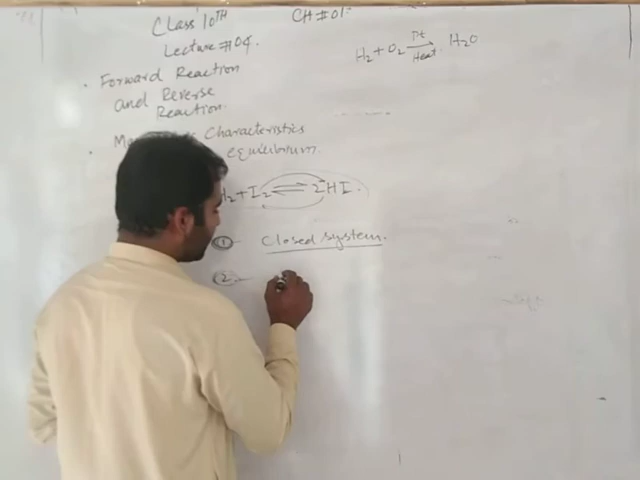 Class 10TH CH # 01
Lecture # 04.
H2 + O2 Pt Heat H2O
. Forward Reaction
and Reverse
Reaction.
. Characteristics
equilibrium.
H2 + I2 ⇌ 2HI.
① - Closed system.
② -